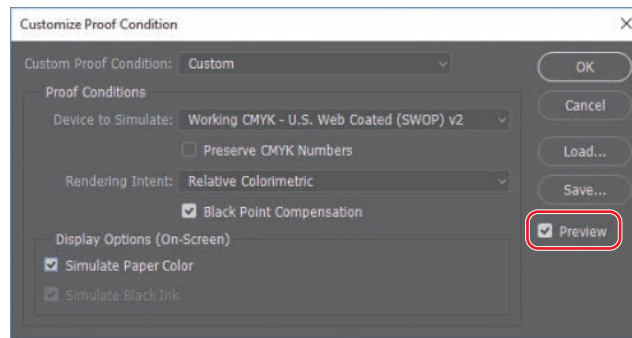 Customize Proof Condition
Custom Proof Condition: Custom
OK
Proof Conditions
Cancel
Device to Simulate: Working CMYK - U.S. Web Coated (SWOP) v2
Preserve CMYK Numbers
Load...
Rendering Intent: Relative Colorimetric
Save...
Black Point Compensation
Preview
Display Options (On-Screen)
Simulate Paper Color
Simulate Black Ink